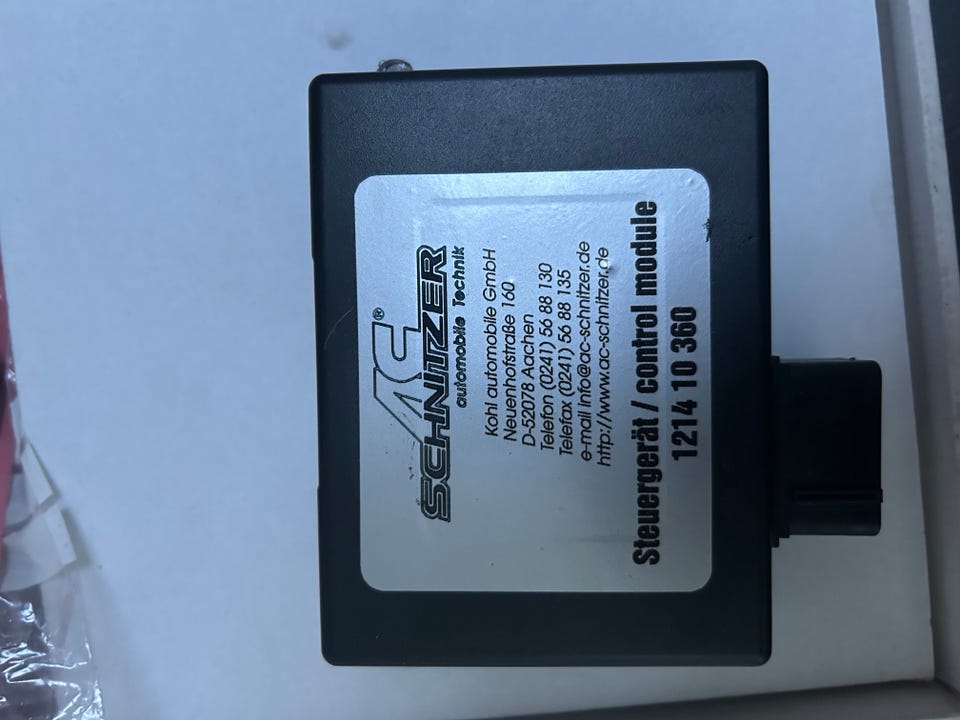 AC®
SCHNITZER
automobile Technik
Kohl automobile GmbH
Neuenhofstraße 160
D-52078 Aachen
Telefon (0241) 56 88 130
Telefax (0241) 56 88 135
e-mail info@ac-schnitzer.de
http://www.ac-schnitzer.de
Steuergerät / control module
1214 10 360